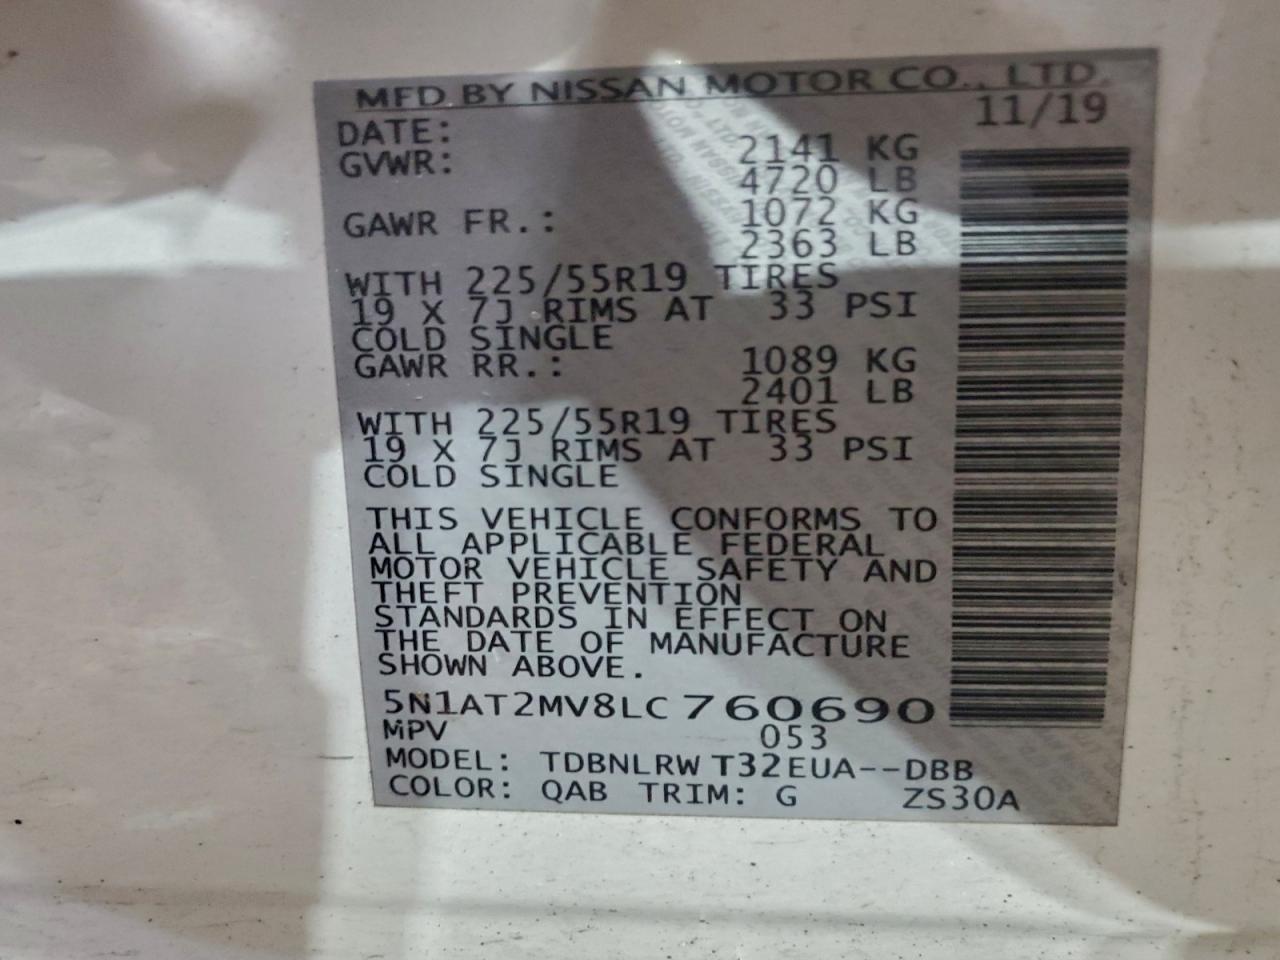 MFD BY NISSAN MOTOR CO., LTD.
DATE: 11/19
GVWR: 2141 KG
4720 LB
GAWR FR.: 1072 KG
2363 LB
WITH 225/55R19 TIRES
19 X 7J RIMS AT 33 PSI
COLD SINGLE
GAWR RR.: 1089 KG
2401 LB
WITH 225/55R19 TIRES
19 X 7J RIMS AT 33 PSI
COLD SINGLE
THIS VEHICLE CONFORMS TO
ALL APPLICABLE FEDERAL
MOTOR VEHICLE SAFETY AND
THEFT PREVENTION
STANDARDS IN EFFECT ON
THE DATE OF MANUFACTURE
SHOWN ABOVE.
5N1AT2MV8LC760690
MPV 053
MODEL: TDBNLRW T32EUA--DBB
COLOR: QAB TRIM: G ZS30A